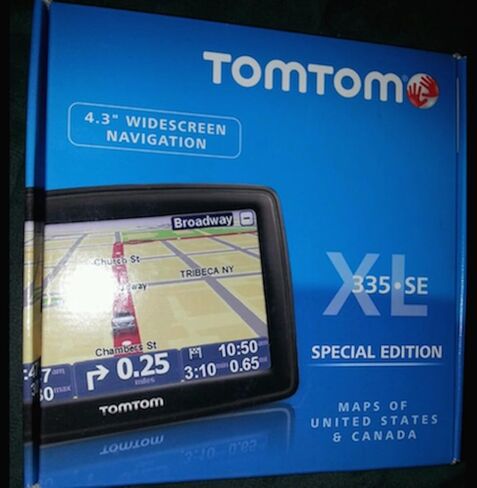 TOMTOM
4.3" WIDESCREEN
NAVIGATION
Broadway
Church St
TRIBECA NY
Chambers St
0.25
miles
10:50
3:10
0.65
TOMTOM
XL
335·SE
SPECIAL EDITION
MAPS OF
UNITED STATES
& CANADA